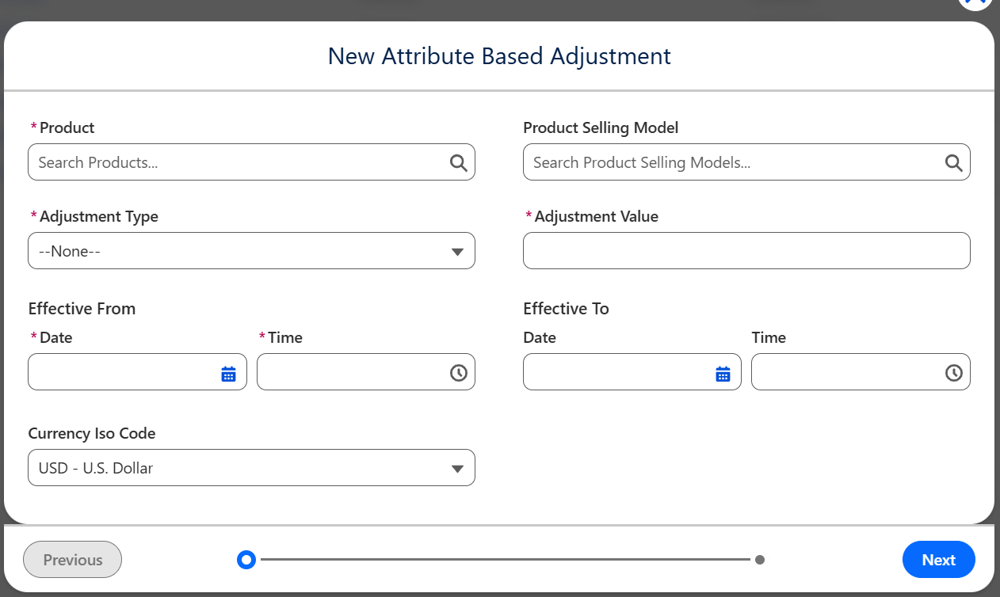 New Attribute Based Adjustment
*Product
Search Products...
Product Selling Model
Search Product Selling Models...
*Adjustment Type
--None--
*Adjustment Value
Effective From
*Date
*Time
Effective To
Date
Time
Currency Iso Code
USD - U.S. Dollar
Previous
Next